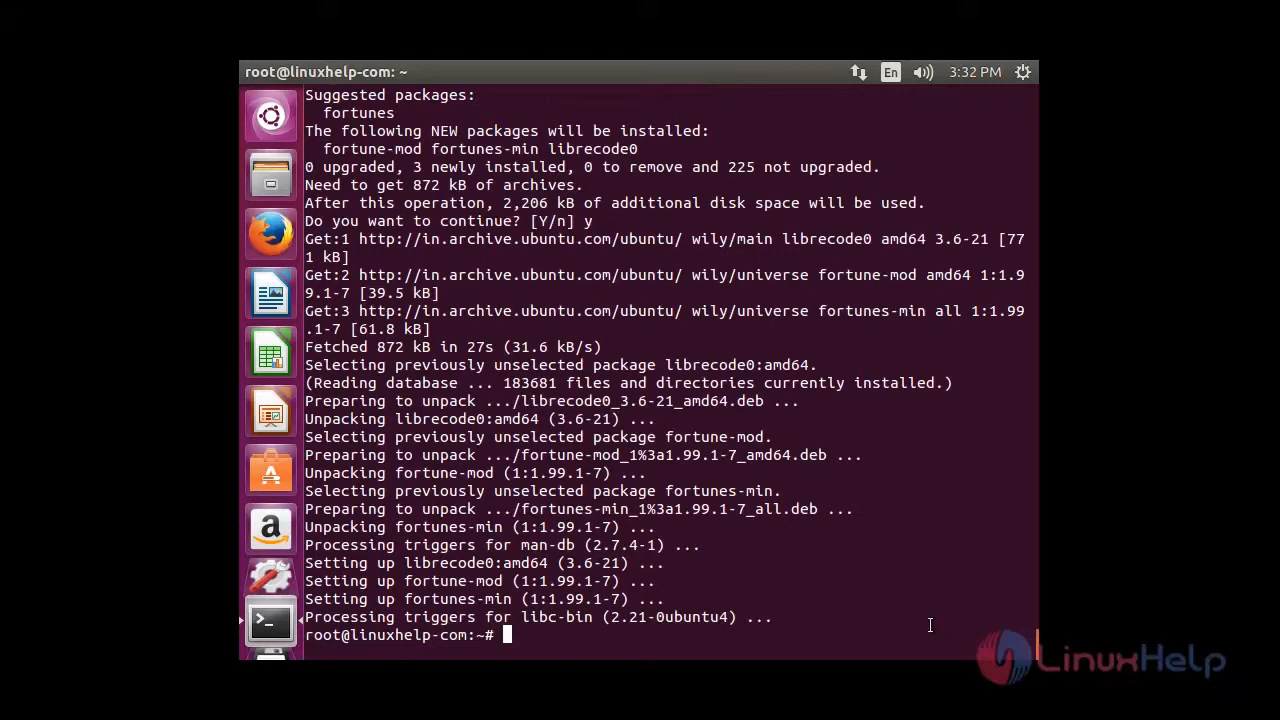 root@linuxhelp-com: ~
En
3:32 PM
Suggested packages:
fortunes
The following NEW packages will be installed:
fortune-mod fortunes-min librecode0
0 upgraded, 3 newly installed, 0 to remove and 225 not upgraded.
Need to get 872 kB of archives.
After this operation, 2,206 kB of additional disk space will be used.
Do you want to continue? [Y/n] y
Get:1 http://in.archive.ubuntu.com/ubuntu/ wily/main librecode0 amd64 3.6-21 [77
1 kB]
Get:2 http://in.archive.ubuntu.com/ubuntu/ wily/universe fortune-mod amd64 1:1.9
9.1-7 [39.5 kB]
Get:3 http://in.archive.ubuntu.com/ubuntu/ wily/universe fortunes-min all 1:1.99
.1-7 [61.8 kB]
Fetched 872 kB in 27s (31.6 kB/s)
Selecting previously unselected package librecode0:amd64.
(Reading database ... 183681 files and directories currently installed.)
Preparing to unpack .../librecode0_3.6-21_amd64.deb ...
Unpacking librecode0:amd64 (3.6-21) ...
Selecting previously unselected package fortune-mod.
Preparing to unpack .../fortune-mod_1%3a1.99.1-7_amd64.deb ...
Unpacking fortune-mod (1:1.99.1-7) ...
Selecting previously unselected package fortunes-min.
Preparing to unpack .../fortunes-min_1%3a1.99.1-7_all.deb ...
Unpacking fortunes-min (1:1.99.1-7) ...
Processing triggers for man-db (2.7.4-1) ...
Setting up librecode0:amd64 (3.6-21) ...
Setting up fortune-mod (1:1.99.1-7) ...
Setting up fortunes-min (1:1.99.1-7) ...
Processing triggers for libc-bin (2.21-0ubuntu4) ...
root@linuxhelp-com:~#
LinuxHelp